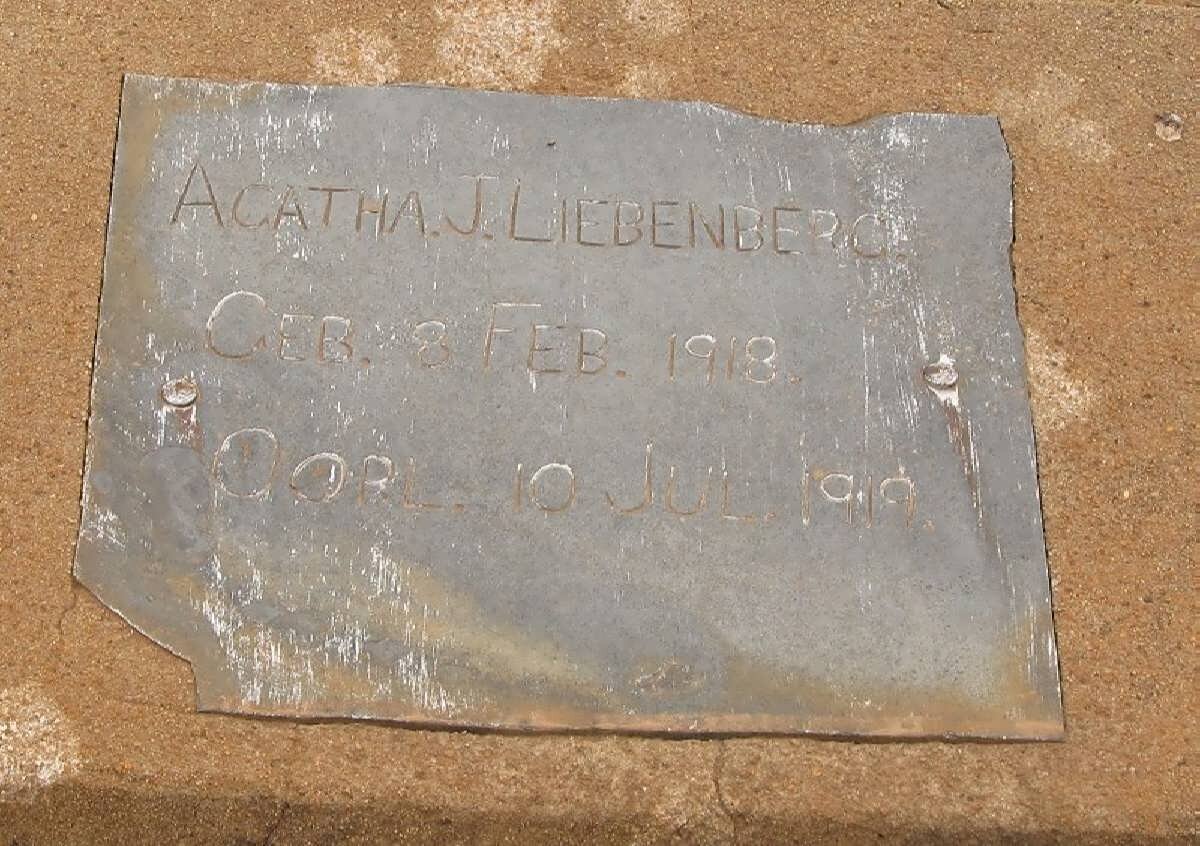 AGATHA. J. LIEBENBERG.
GEB. 8 FEB. 1918.
OORL. 10 JUL. 1919.